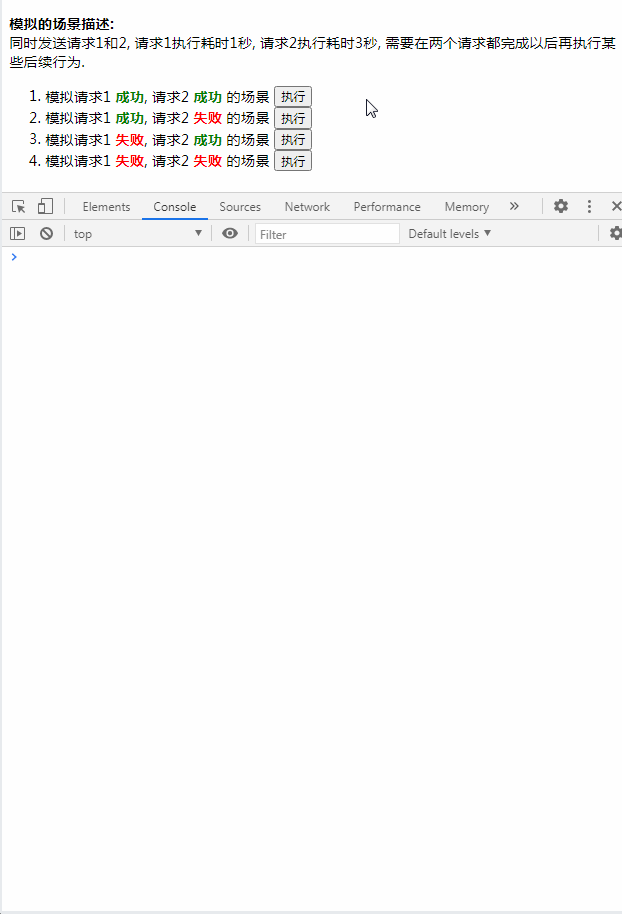 模拟的场景描述:
同时发送请求1和2, 请求1执行耗时1秒, 请求2执行耗时3秒, 需要在两个请求都完成以后再执行某
些后续行为.
1. 模拟请求1 成功, 请求2 成功 的场景 执行
2. 模拟请求1 成功, 请求2 失败 的场景 执行
3. 模拟请求1 失败, 请求2 成功 的场景 执行
4. 模拟请求1 失败, 请求2 失败 的场景 执行
Elements Console Sources Network Performance Memory »
top Filter Default levels